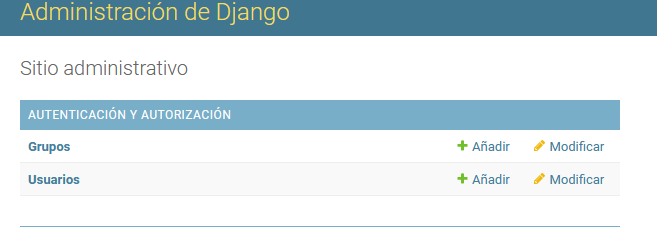 Administración de Django
Sitio administrativo
AUTENTICACIÓN Y AUTORIZACIÓN
Grupos Añadir Modificar
Usuarios Añadir Modificar